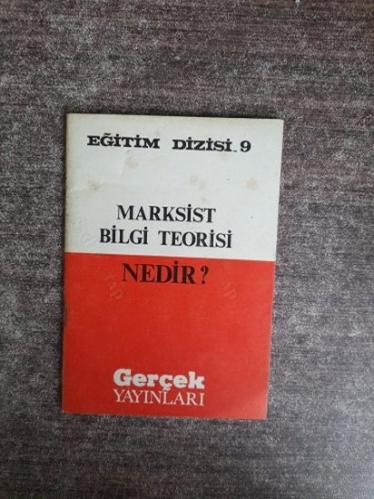 EĞİTİM DİZİSİ. 9
MARKSİST
BİLGİ TEORİSİ
NEDİR?
Gerçek
YAYINLARI